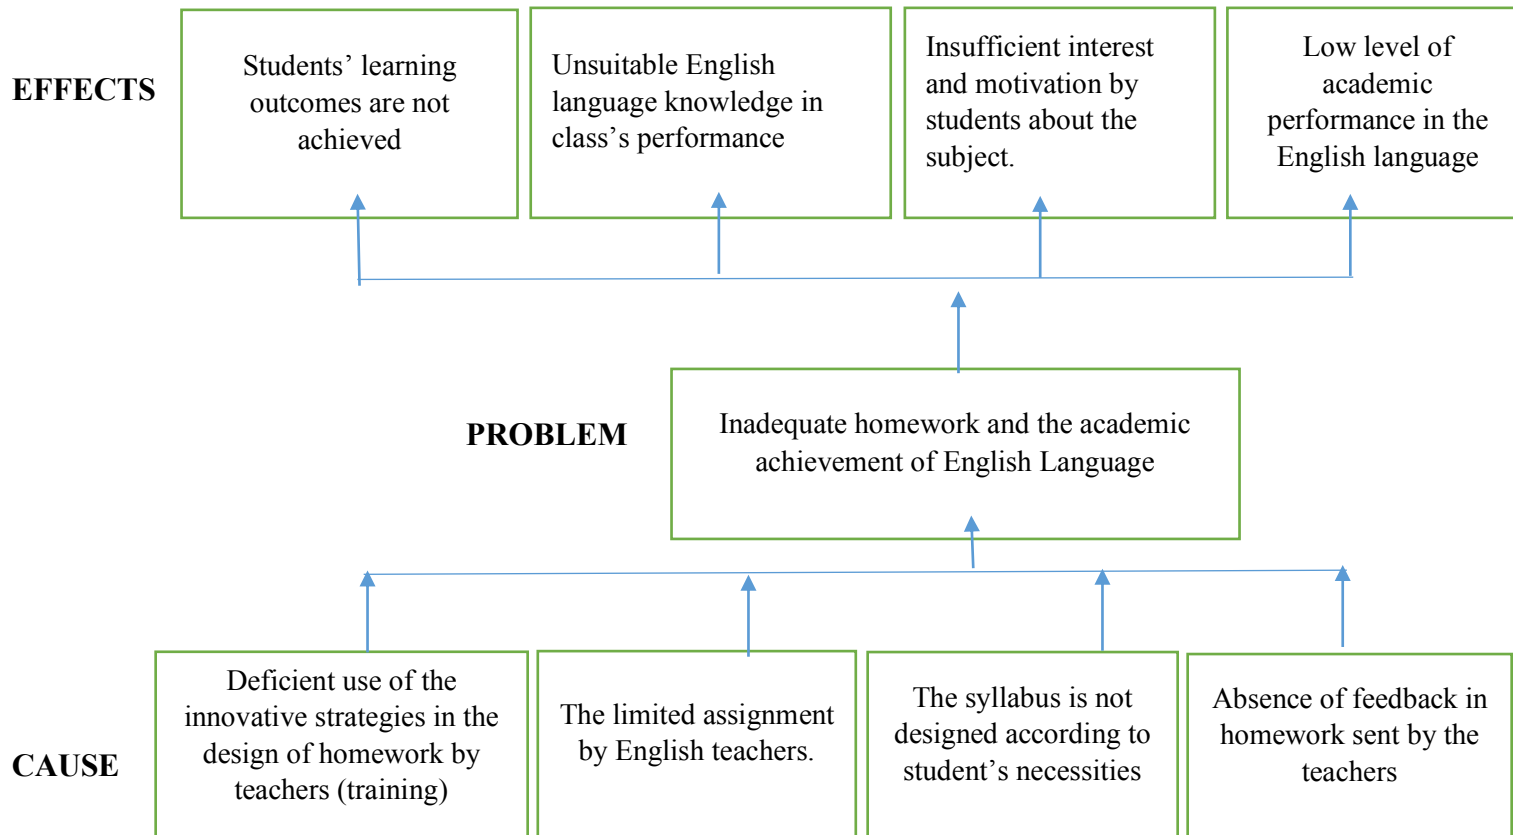 EFFECTS
Students’ learning
outcomes are not
achieved
Unsuitable English
language knowledge in
class’s performance
Insufficient interest
and motivation by
students about the
subject.
Low level of
academic
performance in the
English language
PROBLEM
Inadequate homework and the academic
achievement of English Language
CAUSE
Deficient use of the
innovative strategies in the
design of homework by
teachers (training)
The limited assignment
by English teachers.
The syllabus is not
designed according to
student’s necessities
Absence of feedback in
homework sent by the
teachers